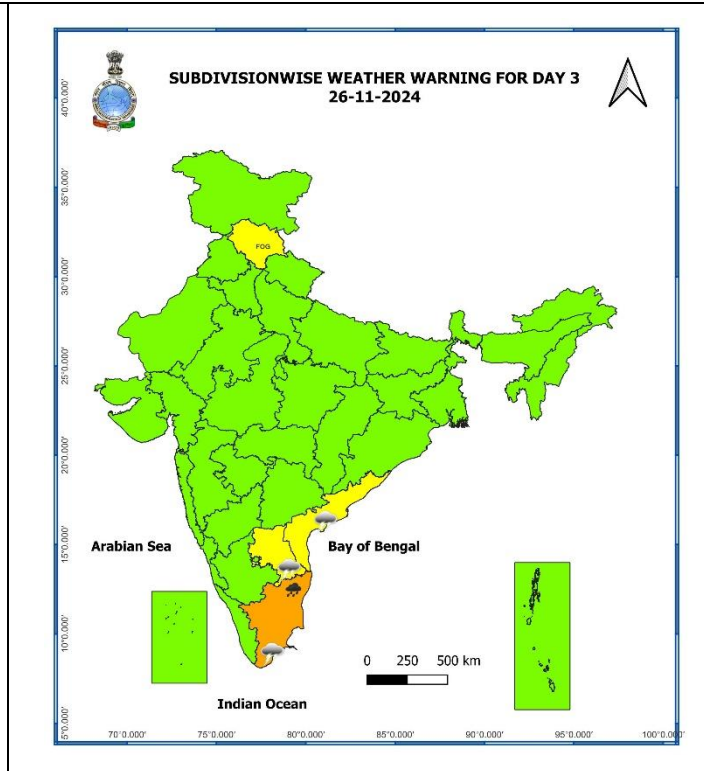 SUBDIVISIONWISE WEATHER WARNING FOR DAY 3
26-11-2024
40°0.000'
35°0.000'
FOG
30°0.000'
25°0.000'
20°0.000'
15°0.000'
Arabian Sea
Bay of Bengal
10°0.000'
0 250 500 km
Indian Ocean
5°0.000'
70°0.000' 75°0.000' 80°0.000' 85°0.000' 90°0.000' 95°0.000' 100°0.000'